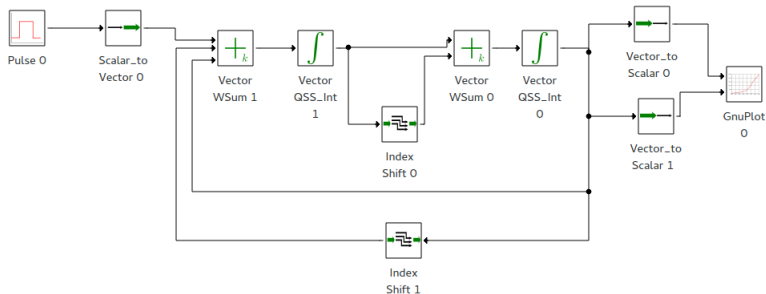 Pulse 0
Scalar_to
Vector 0
k
Vector
WSum 1
Vector
QSS_Int
1
Index
Shift 0
k
Vector
WSum 0
Vector
QSS_Int
0
Vector_to
Scalar 0
Vector_to
Scalar 1
GnuPlot
0
Index
Shift 1